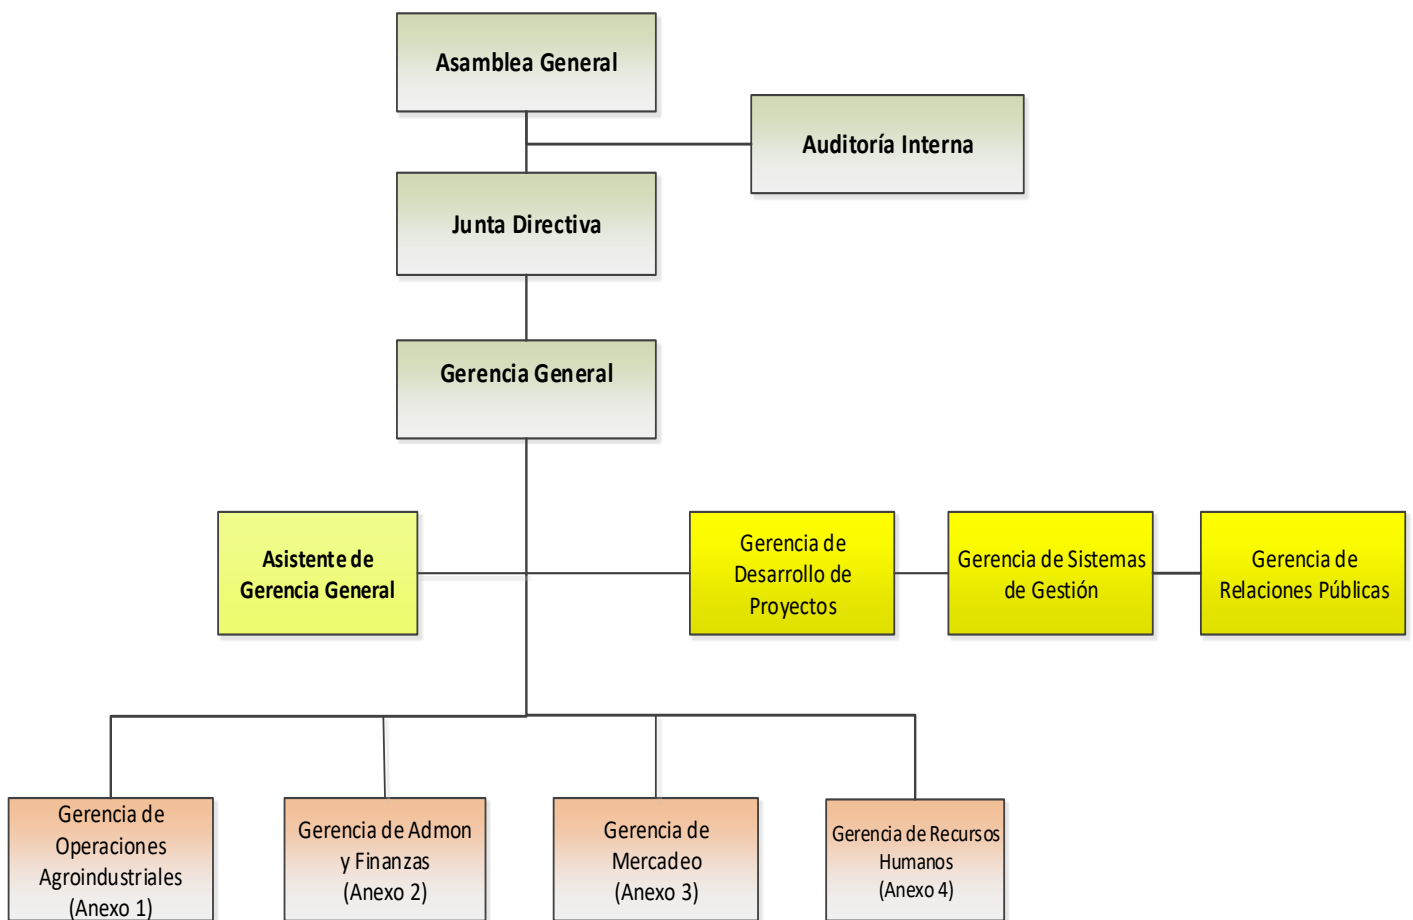 Asamblea General
Auditoría Interna
Junta Directiva
Gerencia General
Asistente de
Gerencia General
Gerencia de
Desarrollo de
Proyectos
Gerencia de Sistemas
de Gestión
Gerencia de
Relaciones Públicas
Gerencia de
Operaciones
Agroindustriales
(Anexo 1)
Gerencia de Admon
y Finanzas
(Anexo 2)
Gerencia de
Mercadeo
(Anexo 3)
Gerencia de Recursos
Humanos
(Anexo 4)